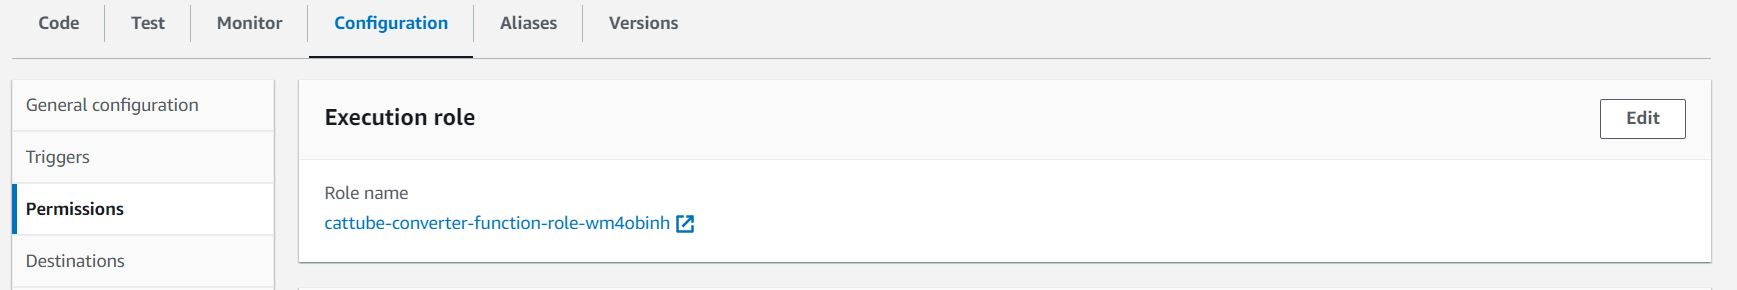 Code Test Monitor Configuration Aliases Versions
General configuration
Triggers
Permissions
Destinations
Execution role
Edit
Role name
cattube-converter-function-role-wm4obinh